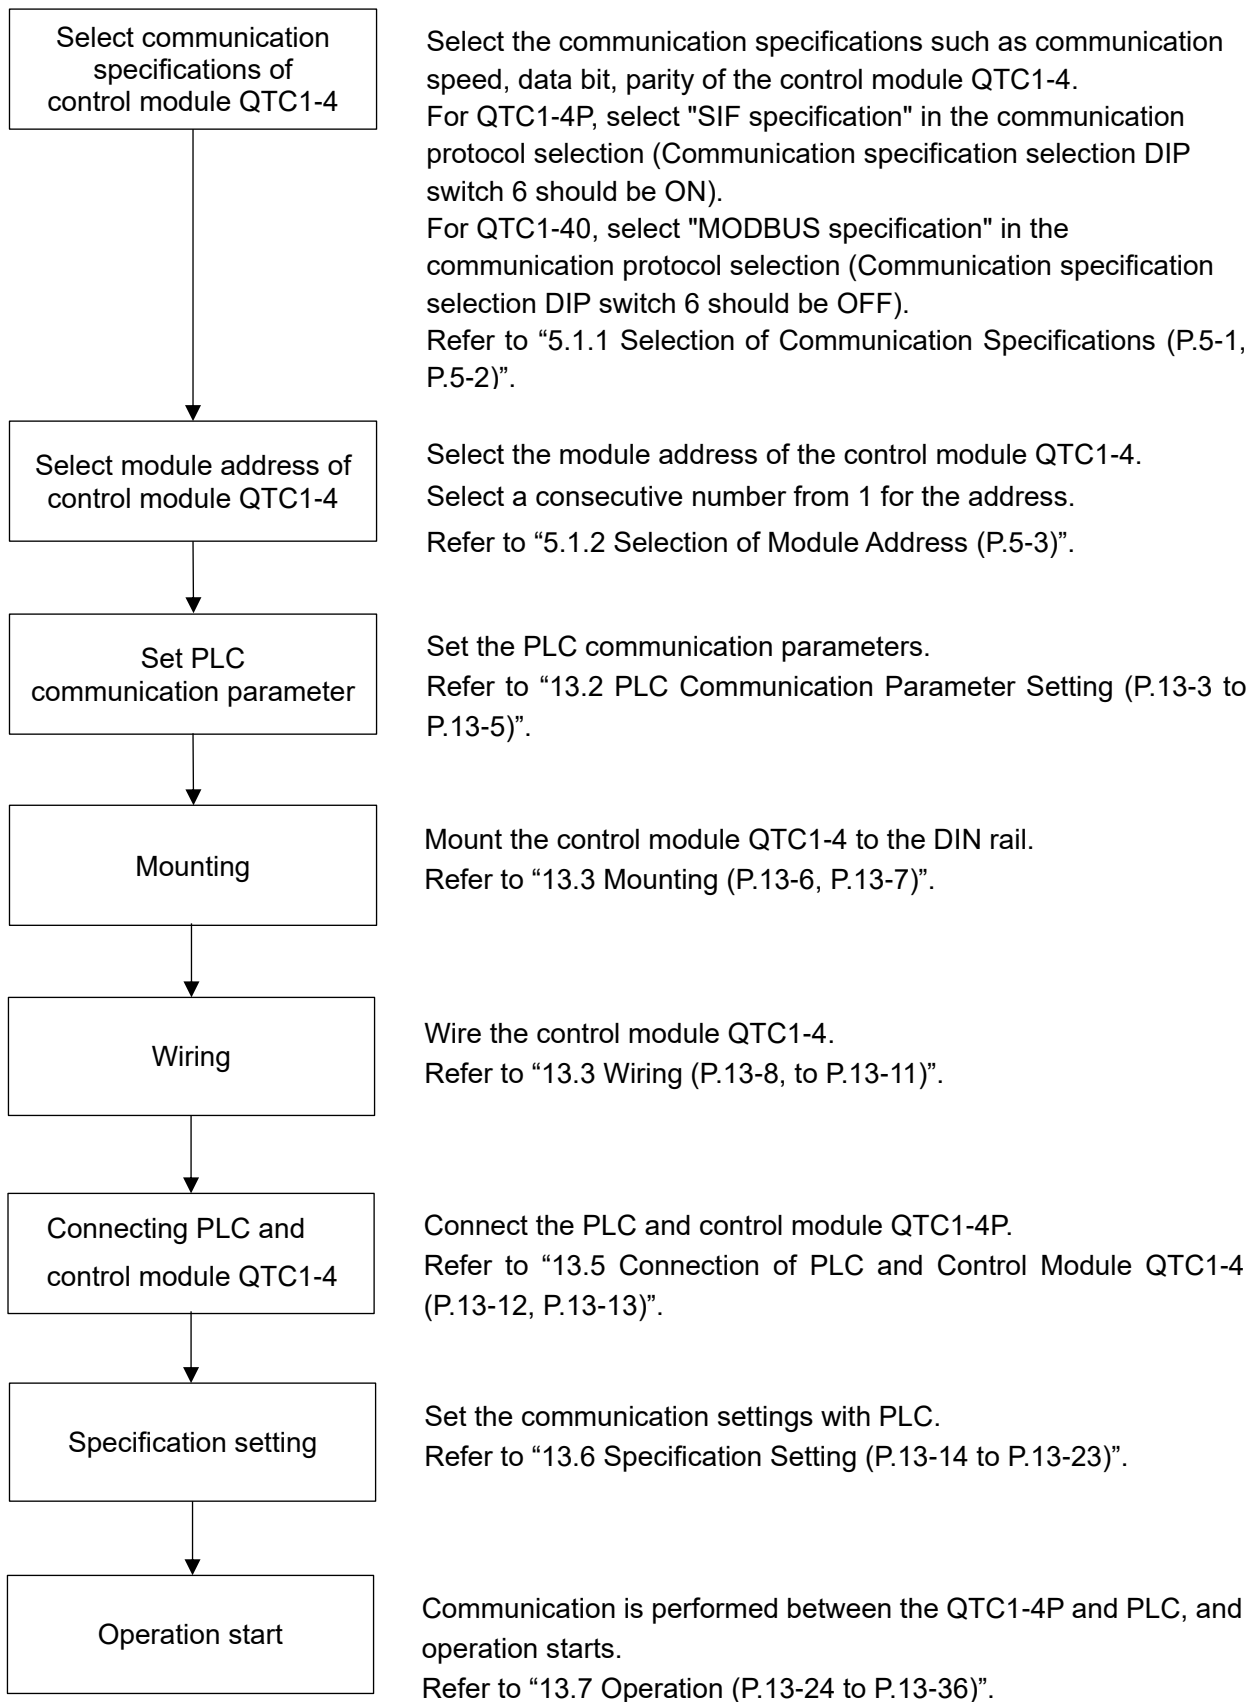 Select communication
specifications of
control module QTC1-4
Select the communication specifications such as communication
speed, data bit, parity of the control module QTC1-4.
For QTC1-4P, select "SIF specification" in the communication
protocol selection (Communication specification selection DIP
switch 6 should be ON).
For QTC1-40, select "MODBUS specification" in the
communication protocol selection (Communication specification
selection DIP switch 6 should be OFF).
Refer to “5.1.1 Selection of Communication Specifications (P.5-1,
P.5-2)”.
Select module address of
control module QTC1-4
Select the module address of the control module QTC1-4.
Select a consecutive number from 1 for the address.
Refer to “5.1.2 Selection of Module Address (P.5-3)”.
Set PLC
communication parameter
Set the PLC communication parameters.
Refer to “13.2 PLC Communication Parameter Setting (P.13-3 to
P.13-5)”.
Mounting
Mount the control module QTC1-4 to the DIN rail.
Refer to “13.3 Mounting (P.13-6, P.13-7)”.
Wiring
Wire the control module QTC1-4.
Refer to “13.3 Wiring (P.13-8, to P.13-11)”.
Connecting PLC and
control module QTC1-4
Connect the PLC and control module QTC1-4P.
Refer to “13.5 Connection of PLC and Control Module QTC1-4
(P.13-12, P.13-13)”.
Specification setting
Set the communication settings with PLC.
Refer to “13.6 Specification Setting (P.13-14 to P.13-23)”.
Operation start
Communication is performed between the QTC1-4P and PLC, and
operation starts.
Refer to “13.7 Operation (P.13-24 to P.13-36)”.